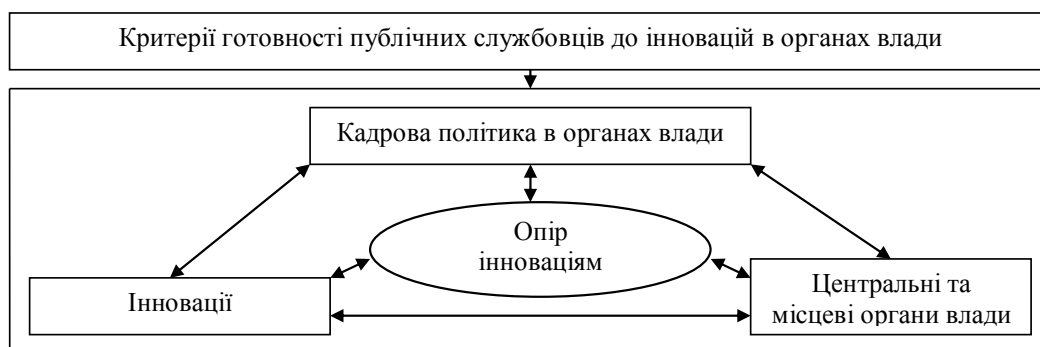 Критерії готовності публічних службовців до інновацій в органах влади
Кадрова політика в органах влади
Опір
інноваціям
Інновації
Центральні та
місцеві органи влади